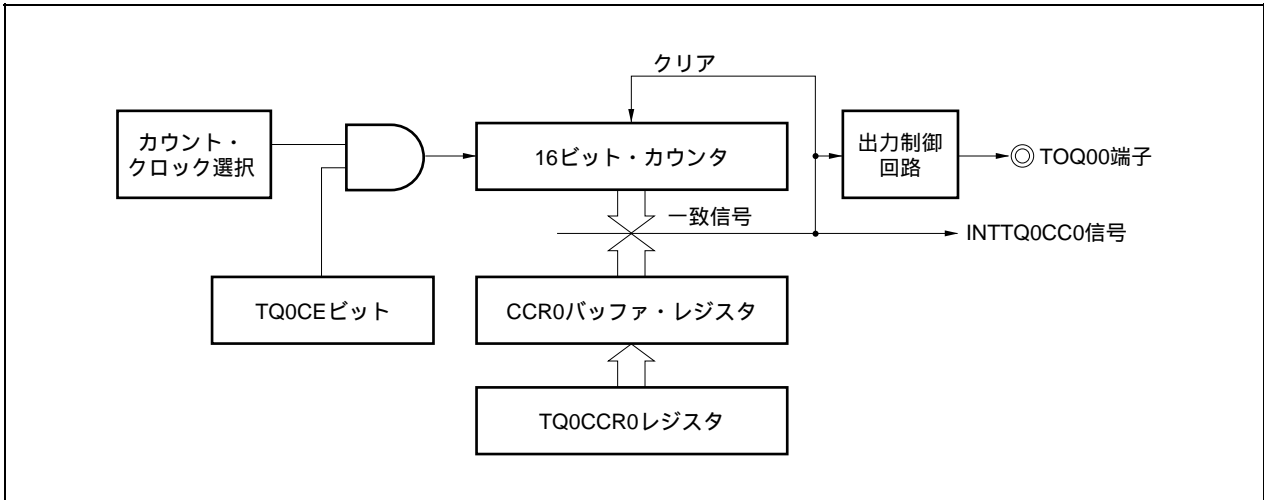 クリア
カウント・
クロック選択
16ビット・カウンタ
出力制御
回路
TOQ00端子
一致信号
INTTQ0CC0信号
TQ0CEビット
CCR0バッファ・レジスタ
TQ0CCR0レジスタ